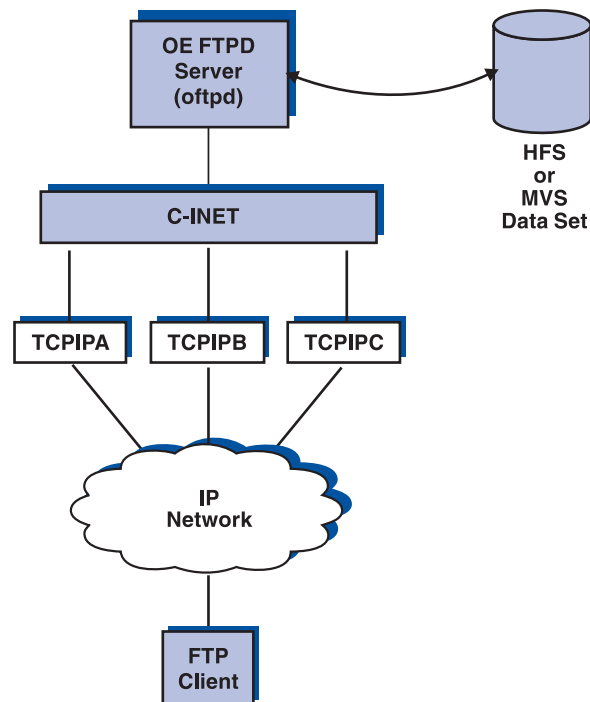 OE FTPD
Server
(oftpd)
HFS
or
MVS
Data Set
C-INET
TCPIPA
TCPIPB
TCPIPC
IP
Network
FTP
Client